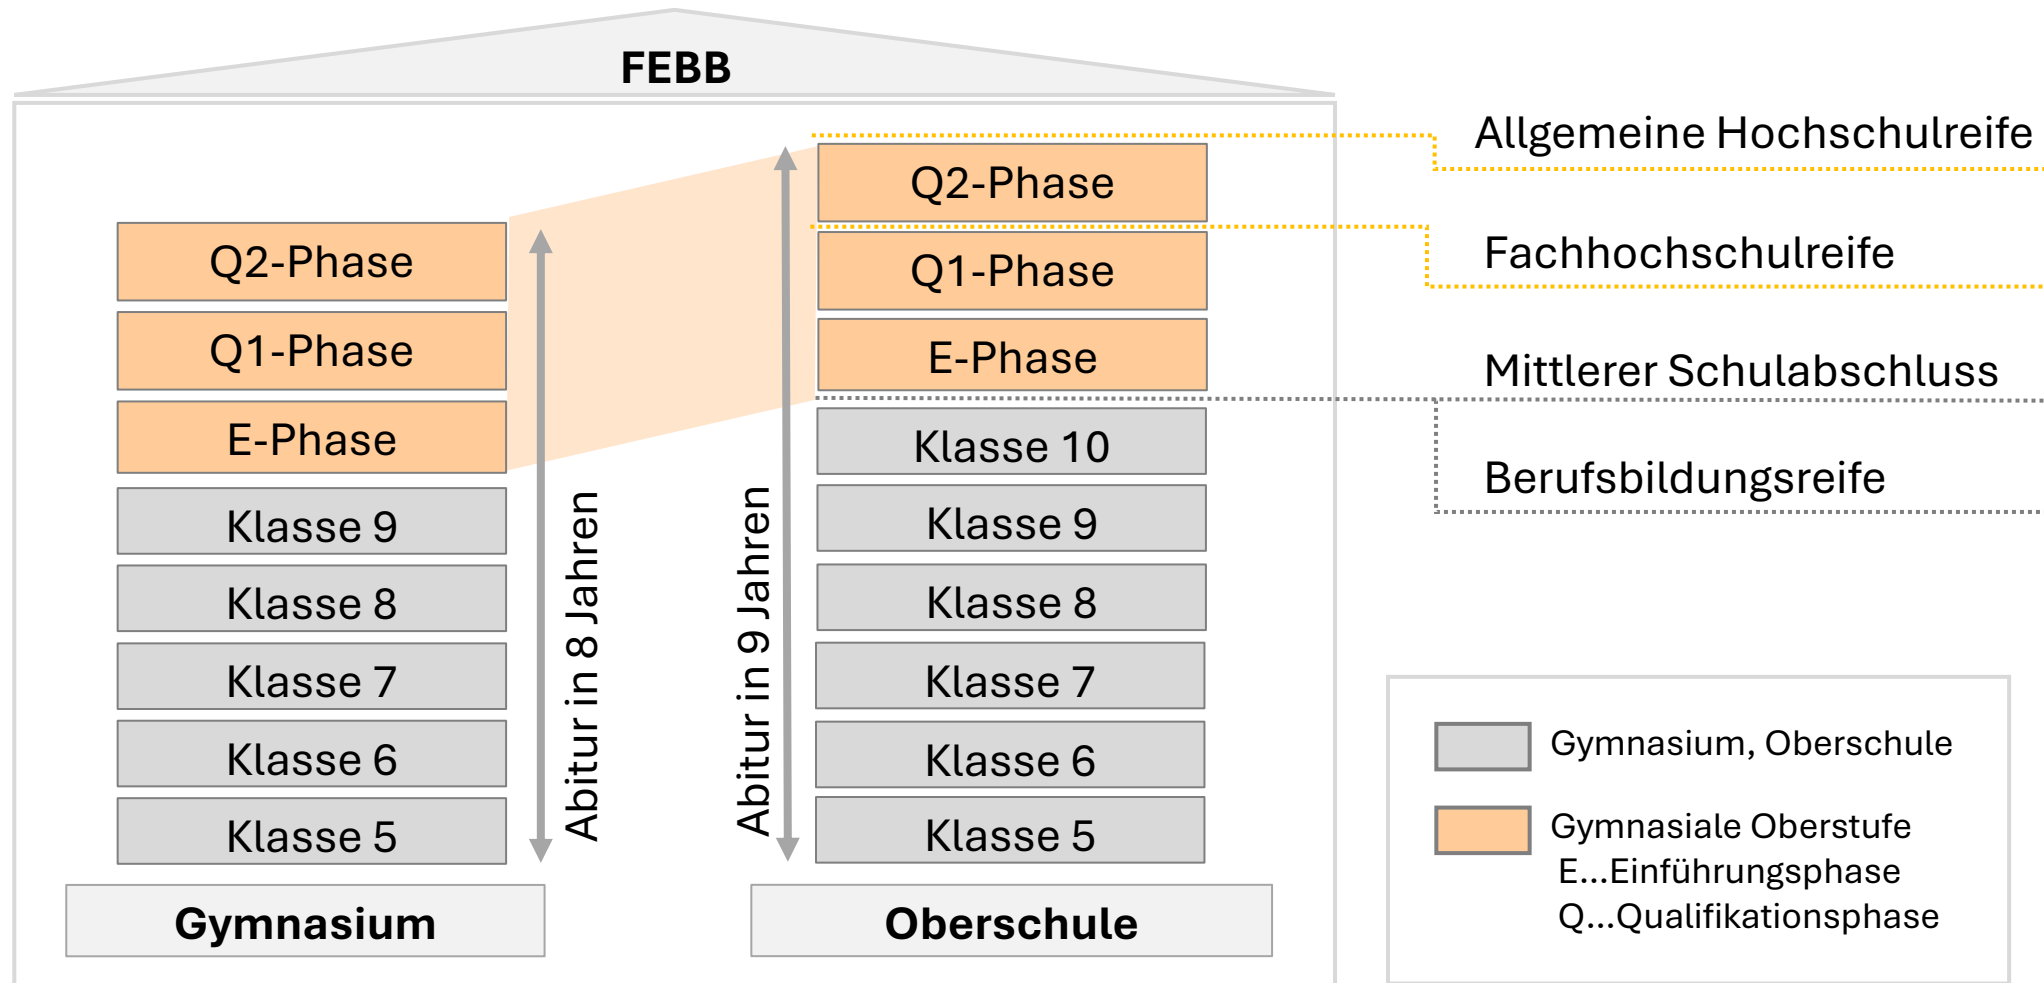 FEBB
Q2-Phase
Q1-Phase
E-Phase
Klasse 9
Klasse 8
Klasse 7
Klasse 6
Klasse 5
Gymnasium
Abitur in 8 Jahren
Abitur in 9 Jahren
Q2-Phase
Q1-Phase
E-Phase
Klasse 10
Klasse 9
Klasse 8
Klasse 7
Klasse 6
Klasse 5
Oberschule
Allgemeine Hochschulreife
Fachhochschulreife
Mittlerer Schulabschluss
Berufsbildungsreife
Gymnasium, Oberschule
Gymnasiale Oberstufe
E...Einführungsphase
Q...Qualifikationsphase